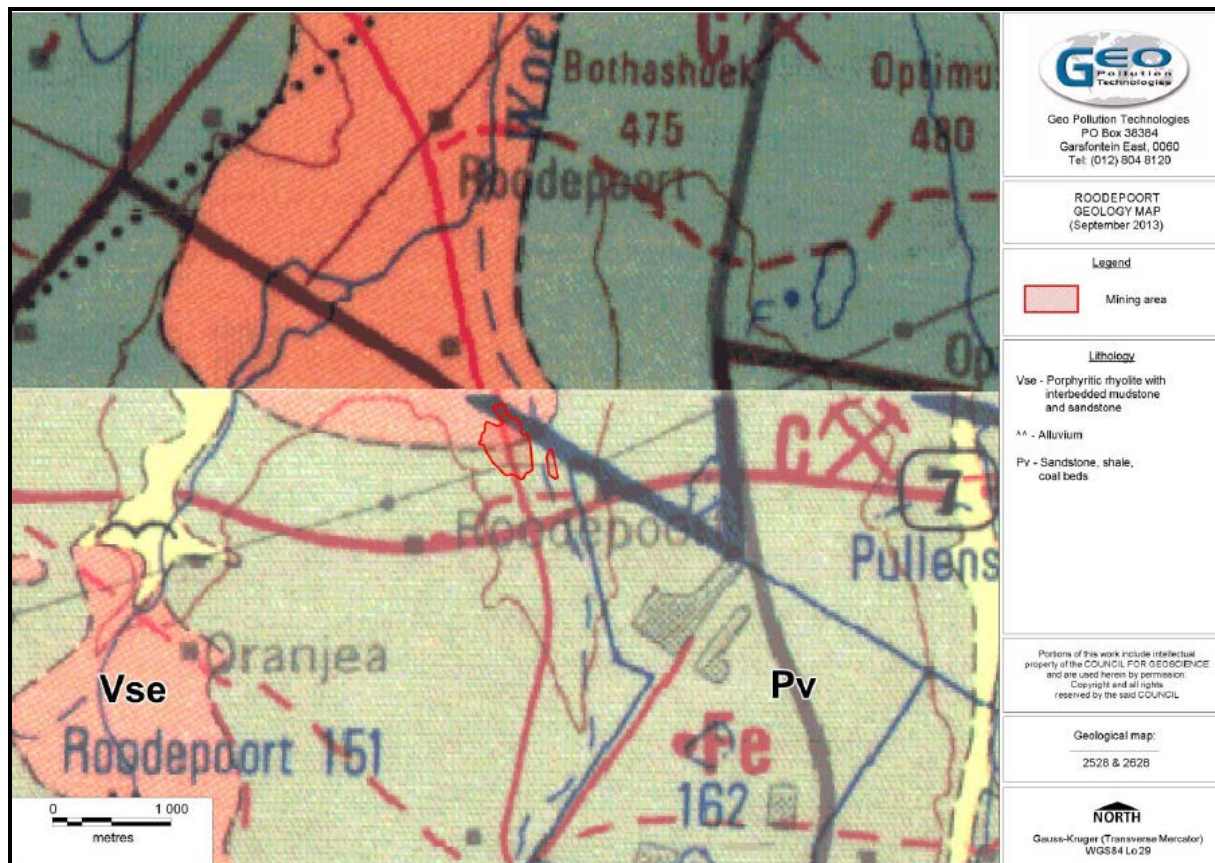 Bothashoek
475
Roodepoort
C
480
Roodepoort
C
7
Pullens
Oranjea
Vse
Pv
Roodepoort 151
Fe
162
0 1 000
metres
GEO
Pollution
Technologies
Geo Pollution Technologies
PO Box 38384
Garsfontein East, 0060
Tel: (012) 804 8120
ROODEPOORT
GEOLOGY MAP
(September 2013)
Legend
Mining area
Lithology
Vse - Porphyritic rhyolite with
interbedded mudstone
and sandstone
^^ - Alluvium
Pv - Sandstone, shale,
coal beds
Portions of this work include intellectual
property of the COUNCIL FOR GEOSCIENCE
and are used herein by permission.
Copyright and all rights
reserved by the said COUNCIL
Geological map:
2528 & 2628
NORTH
Gauss-Kruger (Transverse Mercator)
WGS84 Lo29